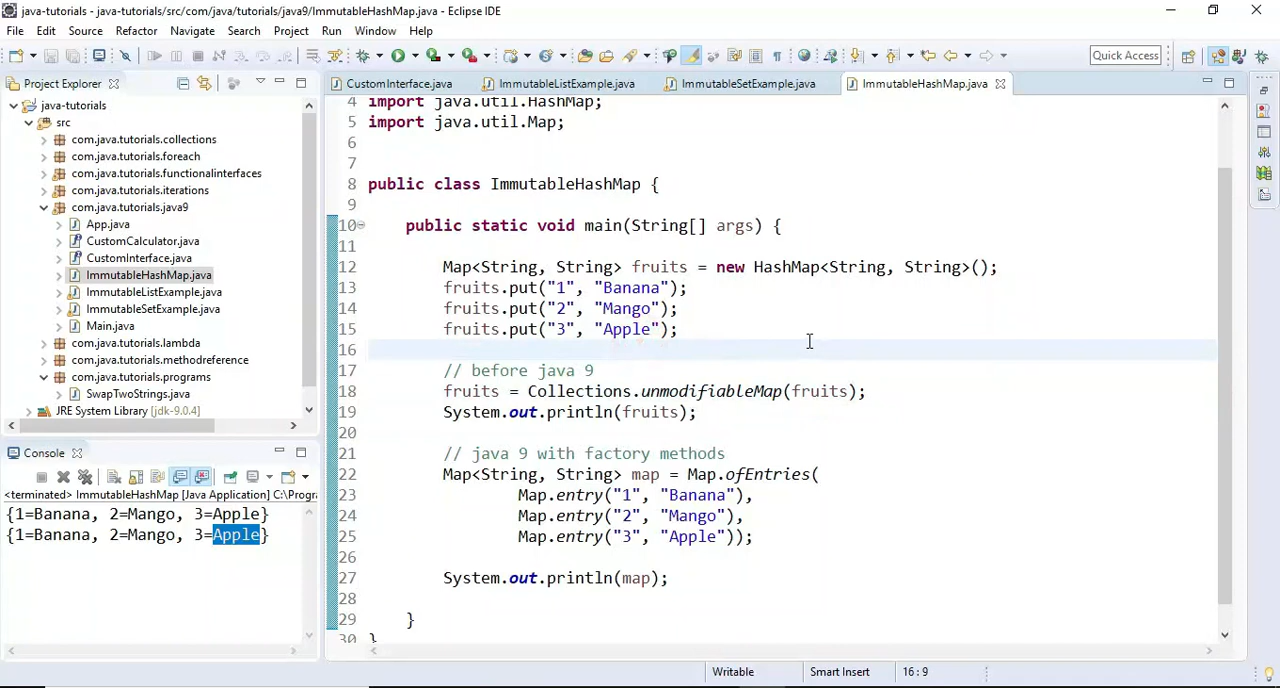 java-tutorials - java-tutorials/src/com/java/tutorials/java9/ImmutableHashMap.java - Eclipse IDE
File Edit Source Refactor Navigate Search Project Run Window Help
Quick Access
Project Explorer
java-tutorials
src
com.java.tutorials.collections
com.java.tutorials.foreach
com.java.tutorials.functionalinterfaces
com.java.tutorials.iterations
com.java.tutorials.java9
App.java
CustomCalculator.java
CustomInterface.java
ImmutableHashMap.java
ImmutableListExample.java
ImmutableSetExample.java
Main.java
com.java.tutorials.lambda
com.java.tutorials.methodreference
com.java.tutorials.programs
SwapTwoStrings.java
JRE System Library [jdk-9.0.4]
Console
<terminated> ImmutableHashMap [Java Application] C:\Progra
{1=Banana, 2=Mango, 3=Apple}
{1=Banana, 2=Mango, 3=Apple}
CustomInterface.java ImmutableListExample.java ImmutableSetExample.java ImmutableHashMap.java
4 import java.util.HashMap;
5 import java.util.Map;
6
7
8 public class ImmutableHashMap {
9
10 public static void main(String[] args) {
11
12 Map<String, String> fruits = new HashMap<String, String>();
13 fruits.put("1", "Banana");
14 fruits.put("2", "Mango");
15 fruits.put("3", "Apple");
16
17 // before java 9
18 fruits = Collections.unmodifiableMap(fruits);
19 System.out.println(fruits);
20
21 // java 9 with factory methods
22 Map<String, String> map = Map.ofEntries(
23 Map.entry("1", "Banana"),
24 Map.entry("2", "Mango"),
25 Map.entry("3", "Apple"));
26
27 System.out.println(map);
28
29 }
30 }
Writable Smart Insert 16:9